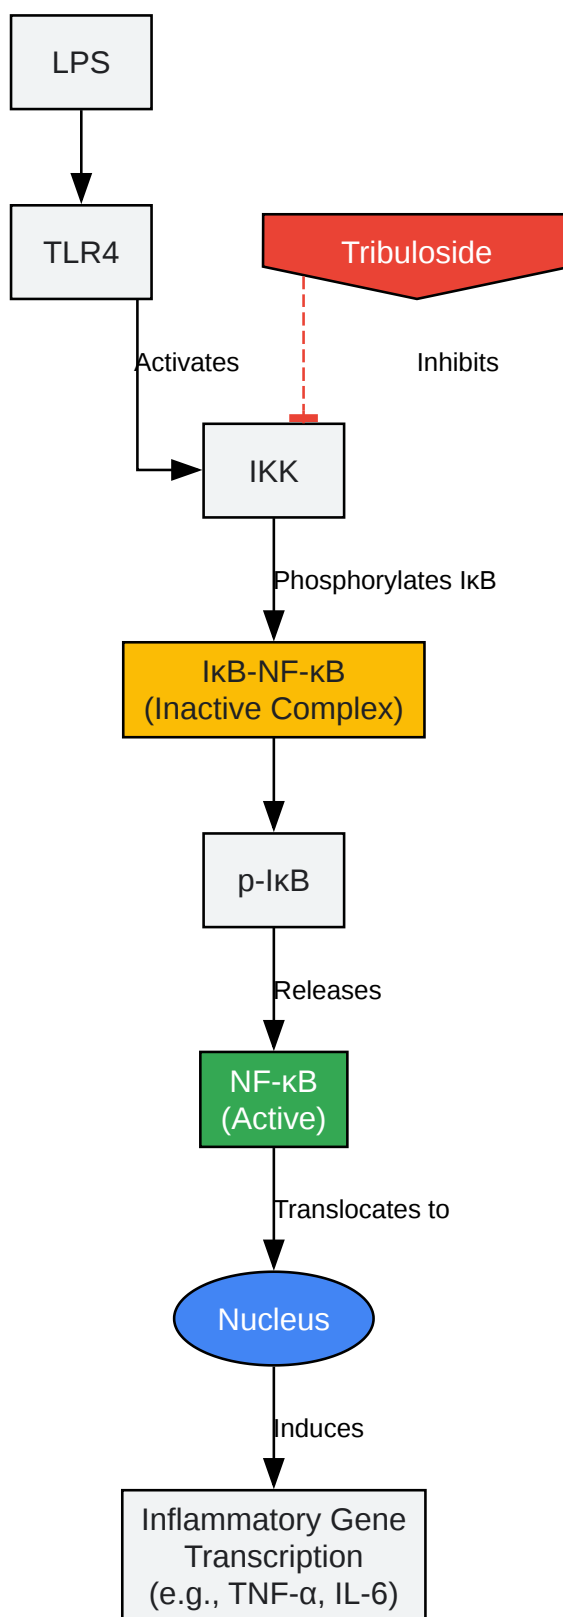 LPS
TLR4
Tribuloside
Activates
Inhibits
IKK
Phosphorylates IκB
IκB-NF-κB
(Inactive Complex)
p-IκB
Releases
NF-κB
(Active)
Translocates to
Nucleus
Induces
Inflammatory Gene
Transcription
(e.g., TNF-α, IL-6)